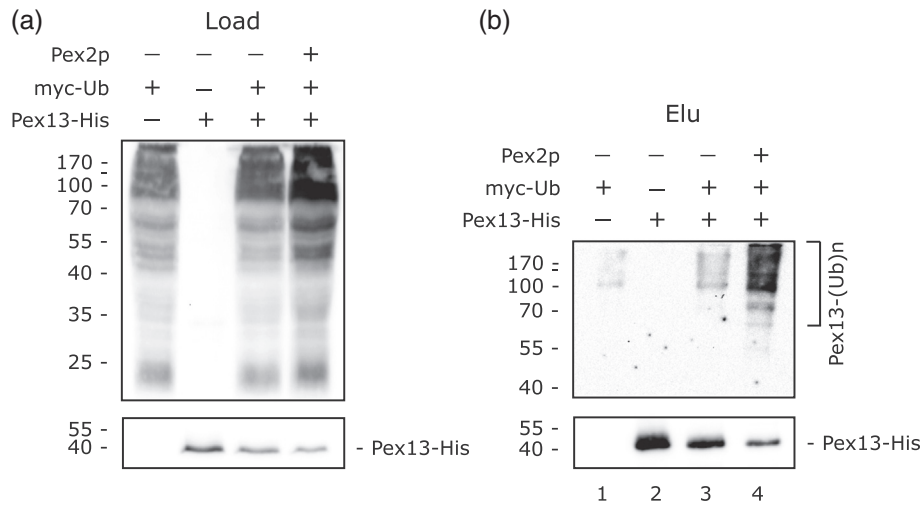 (a)
Load
Pex2p − − − +
myc-Ub + − + +
Pex13-His − + + +
170 -
100 -
70 -
55 -
40 -
35 -
25 -
55 -
40 -
- Pex13-His
(b)
Elu
Pex2p − − − +
myc-Ub + − + +
Pex13-His − + + +
170 -
100 -
70 -
55 -
40 -
Pex13-(Ub)n
55 -
40 -
- Pex13-His
1 2 3 4